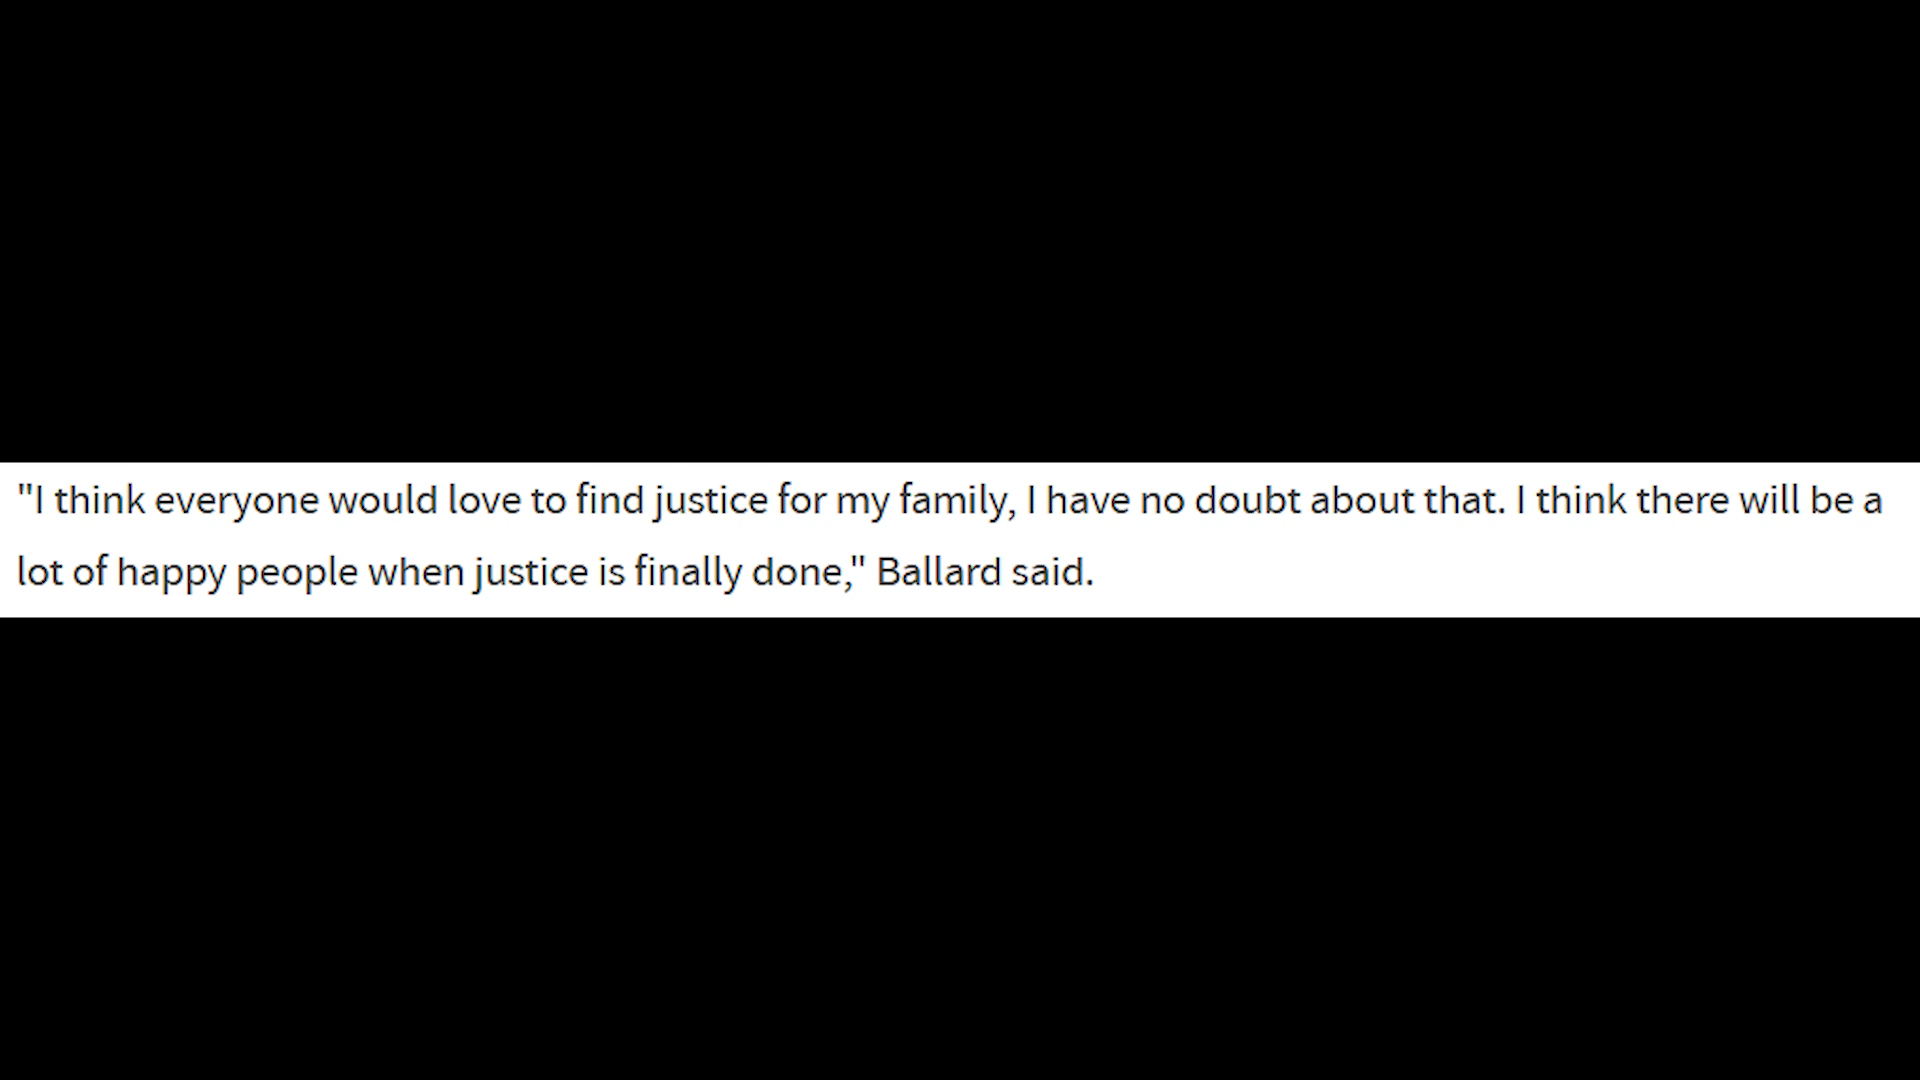 "I think everyone would love to find justice for my family, I have no doubt about that. I think there will be a
lot of happy people when justice is finally done," Ballard said.